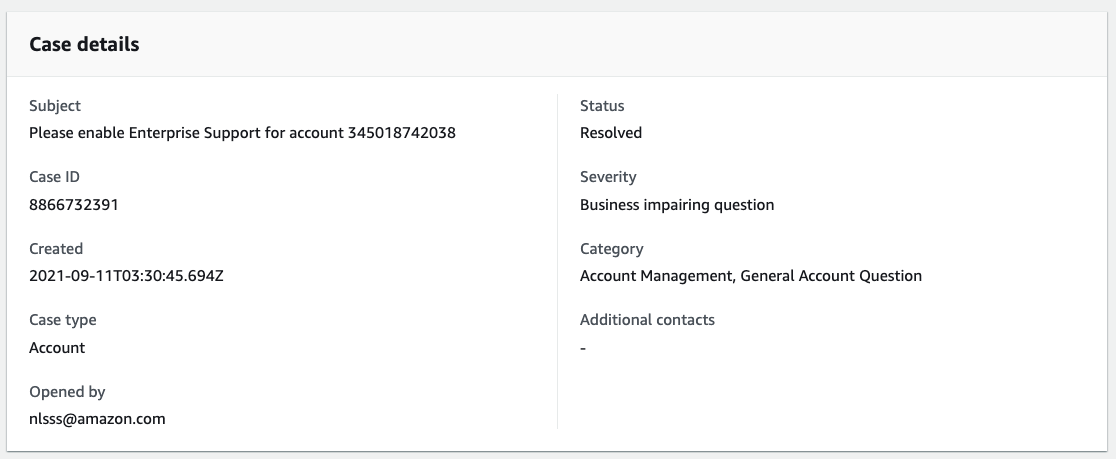 Case details
Subject
Please enable Enterprise Support for account 345018742038
Case ID
8866732391
Created
2021-09-11T03:30:45.694Z
Case type
Account
Opened by
nlsss@amazon.com
Status
Resolved
Severity
Business impairing question
Category
Account Management, General Account Question
Additional contacts
-